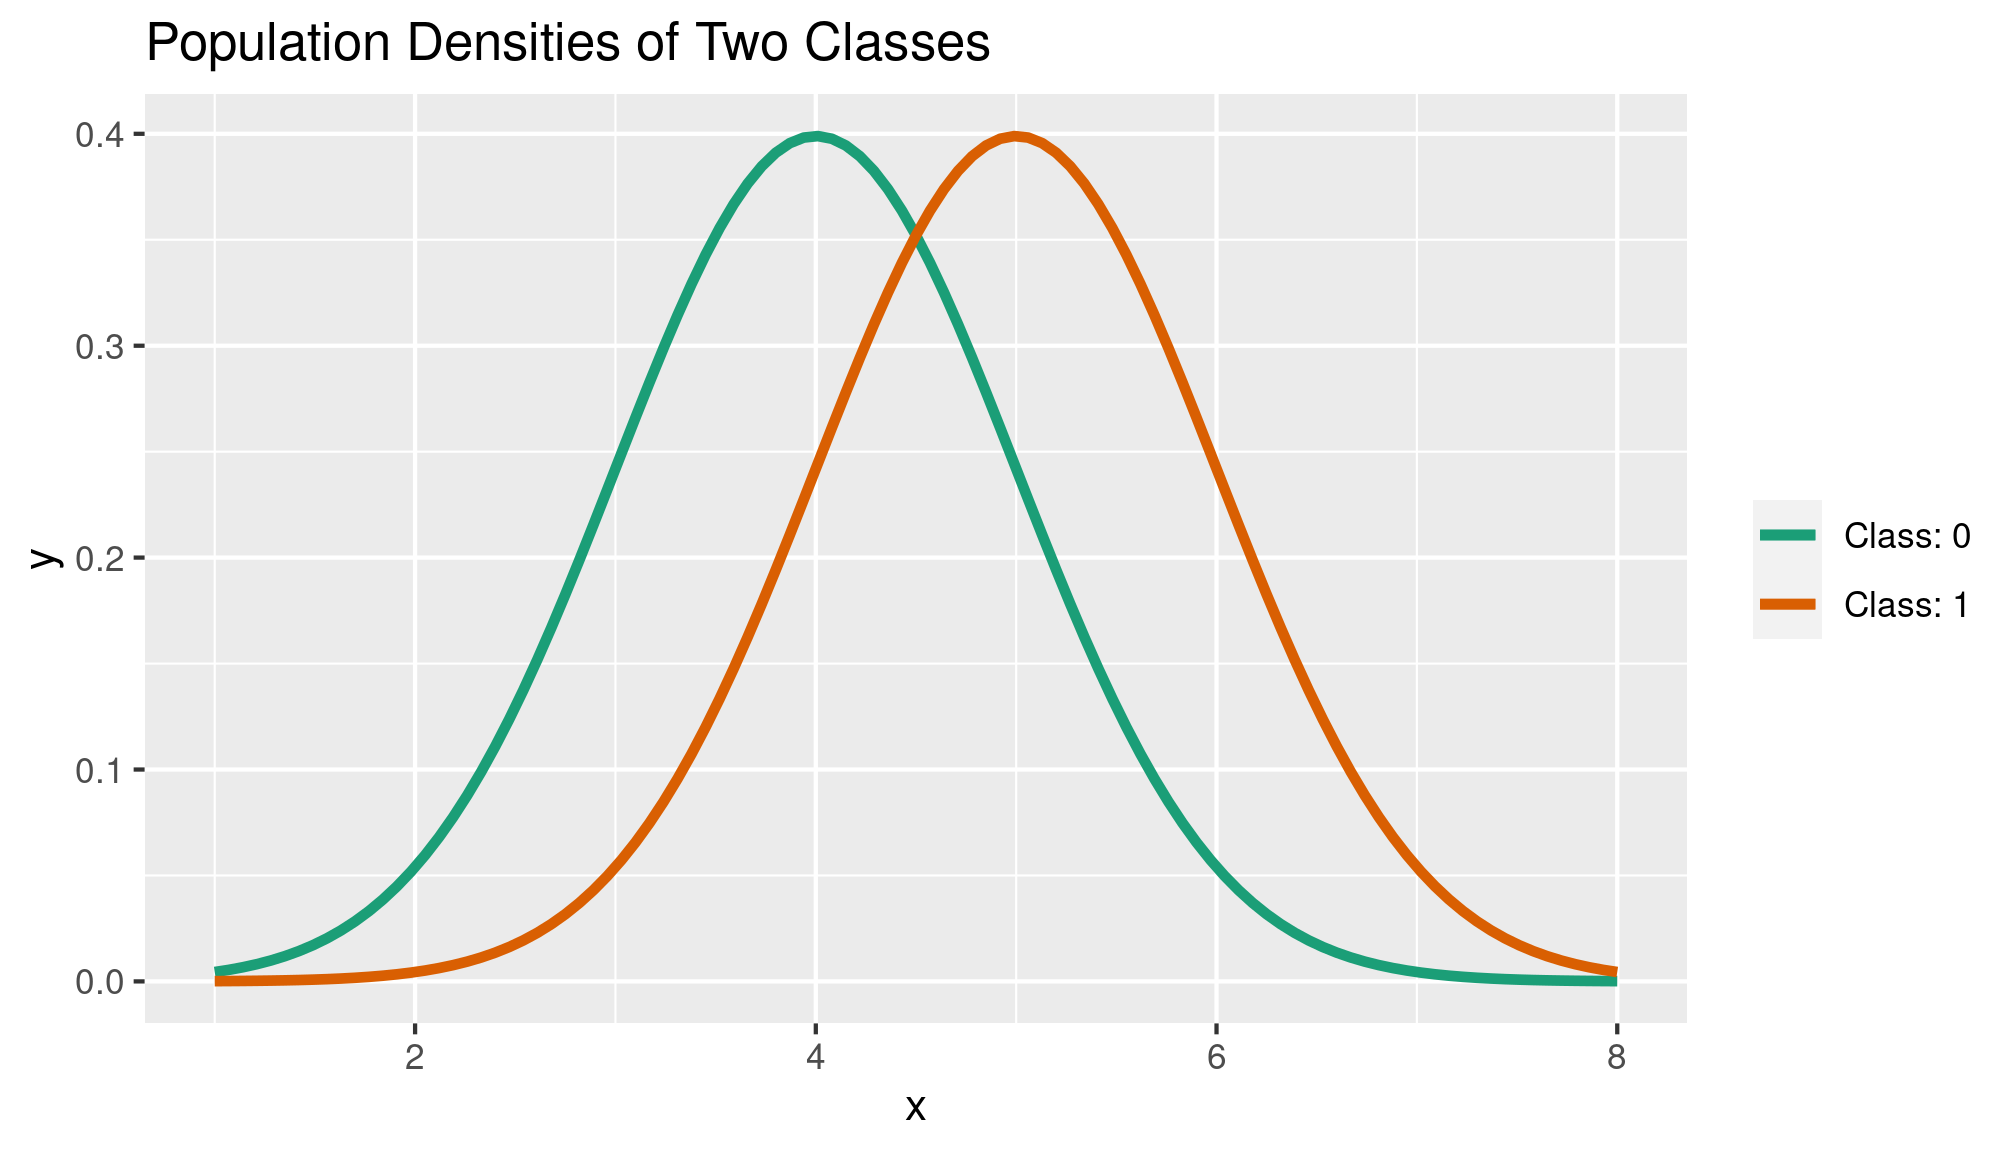 Population Densities of Two Classes
0.4
0.3
0.2
0.1
0.0
y
2 4 6 8
x
Class: 0
Class: 1